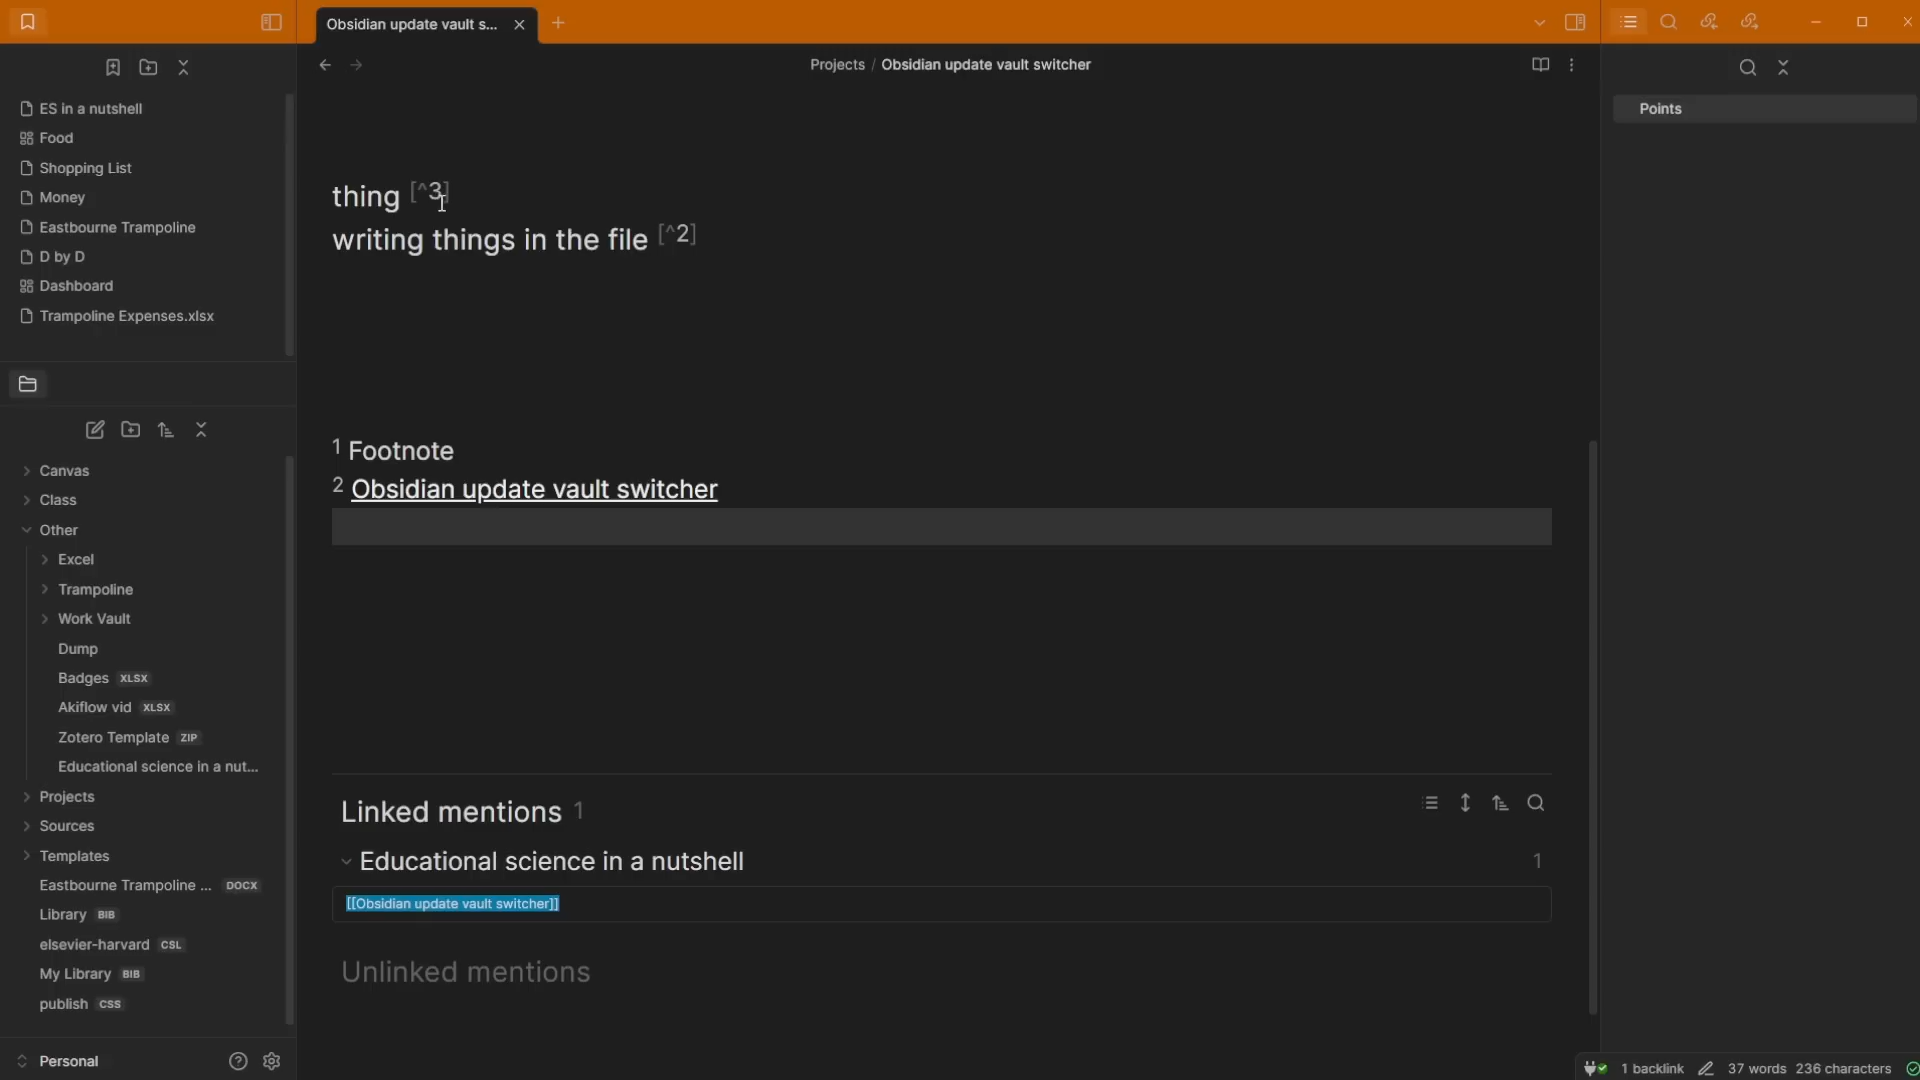 Obsidian update vault s...
Projects / Obsidian update vault switcher
ES in a nutshell
Food
Shopping List
Money
Eastbourne Trampoline
D by D
Dashboard
Trampoline Expenses.xlsx
Canvas
Class
Other
Excel
Trampoline
Work Vault
Dump
Badges XLSX
Akiflow vid XLSX
Zotero Template ZIP
Educational science in a nut...
Projects
Sources
Templates
Eastbourne Trampoline ... DOCX
Library BIB
elsevier-harvard CSL
My Library BIB
publish CSS
Personal
thing [^3]
writing things in the file [^2]
1 Footnote
2 Obsidian update vault switcher
Linked mentions 1
Educational science in a nutshell 1
[[Obsidian update vault switcher]]
Unlinked mentions
Points
1 backlink 37 words 236 characters